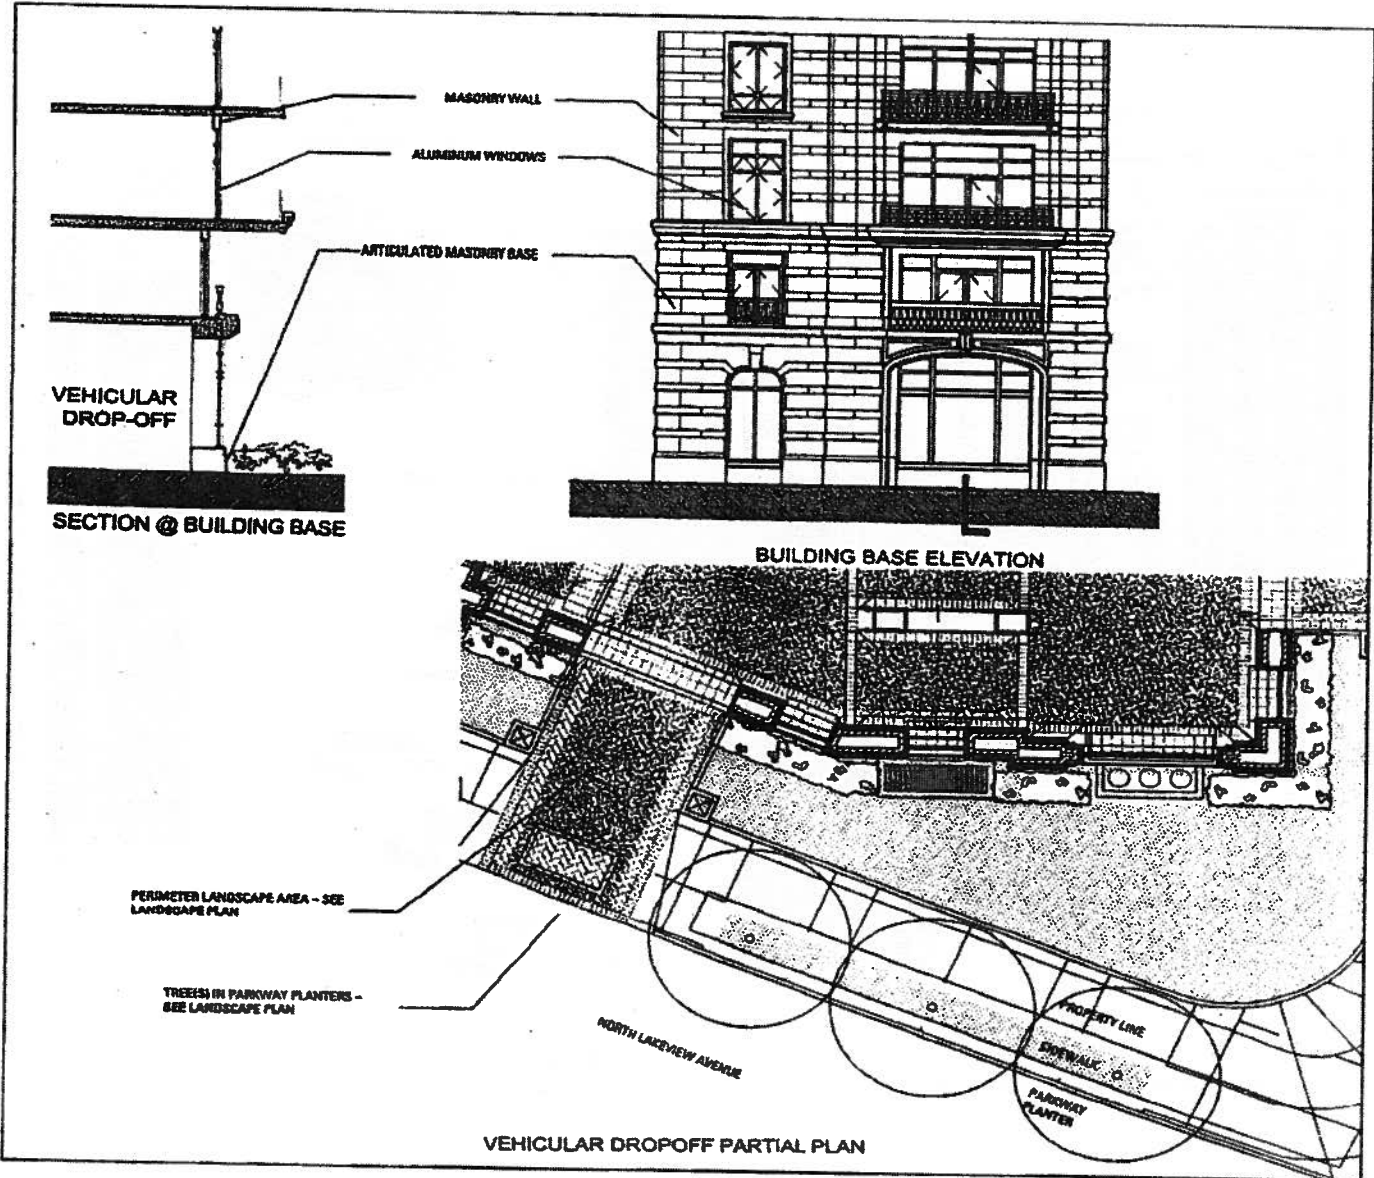 MASONRY WALL
ALUMINUM WINDOWS
ARTICULATED MASONRY BASE
VEHICULAR
DROP-OFF
SECTION @ BUILDING BASE
BUILDING BASE ELEVATION
PERIMETER LANDSCAPE AREA - SEE
LANDSCAPE PLAN
TREE(S) IN PARKWAY PLANTERS -
SEE LANDSCAPE PLAN
NORTH LAKEVIEW AVENUE
PROPERTY LINE
SIDEWALK
PARKWAY
PLANTER
VEHICULAR DROPOFF PARTIAL PLAN